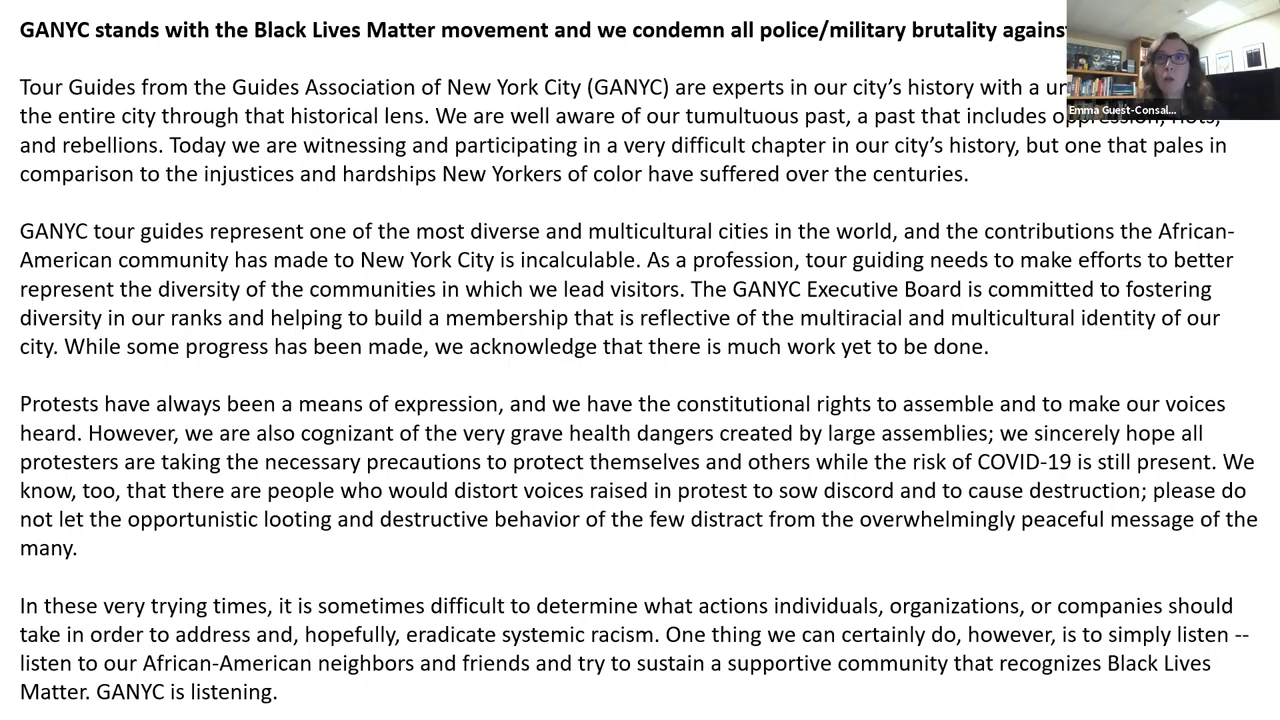 GANYC stands with the Black Lives Matter movement and we condemn all police/military brutality against
Emma Guest-Consal...
Tour Guides from the Guides Association of New York City (GANYC) are experts in our city's history with a
the entire city through that historical lens. We are well aware of our tumultuous past, a past that includes oppression, riots,
and rebellions. Today we are witnessing and participating in a very difficult chapter in our city's history, but one that pales in
comparison to the injustices and hardships New Yorkers of color have suffered over the centuries.
GANYC tour guides represent one of the most diverse and multicultural cities in the world, and the contributions the African-
American community has made to New York City is incalculable. As a profession, tour guiding needs to make efforts to better
represent the diversity of the communities in which we lead visitors. The GANYC Executive Board is committed to fostering
diversity in our ranks and helping to build a membership that is reflective of the multiracial and multicultural identity of our
city. While some progress has been made, we acknowledge that there is much work yet to be done.
Protests have always been a means of expression, and we have the constitutional rights to assemble and to make our voices
heard. However, we are also cognizant of the very grave health dangers created by large assemblies; we sincerely hope all
protesters are taking the necessary precautions to protect themselves and others while the risk of COVID-19 is still present. We
know, too, that there are people who would distort voices raised in protest to sow discord and to cause destruction; please do
not let the opportunistic looting and destructive behavior of the few distract from the overwhelmingly peaceful message of the
many.
In these very trying times, it is sometimes difficult to determine what actions individuals, organizations, or companies should
take in order to address and, hopefully, eradicate systemic racism. One thing we can certainly do, however, is to simply listen --
listen to our African-American neighbors and friends and try to sustain a supportive community that recognizes Black Lives
Matter. GANYC is listening.